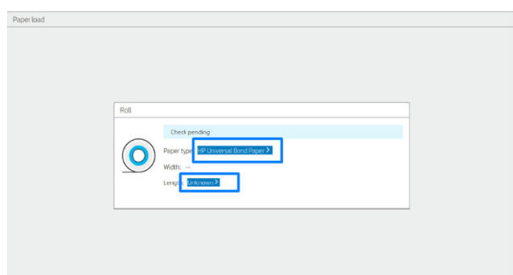 Paper load
Roll
Check pending
Paper type: HP Universal Bond Paper >
Width: ---
Length: Unknown >